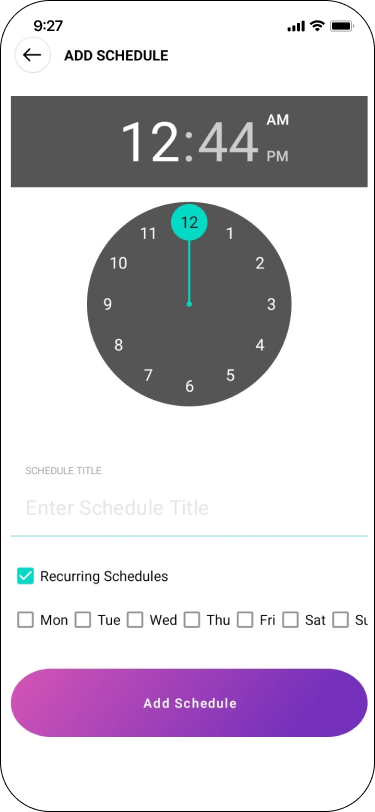 9:27
ADD SCHEDULE
12:44
AM
PM
12
1
2
3
4
5
6
7
8
9
10
11
SCHEDULE TITLE
Enter Schedule Title
Recurring Schedules
Mon Tue Wed Thu Fri Sat
Add Schedule